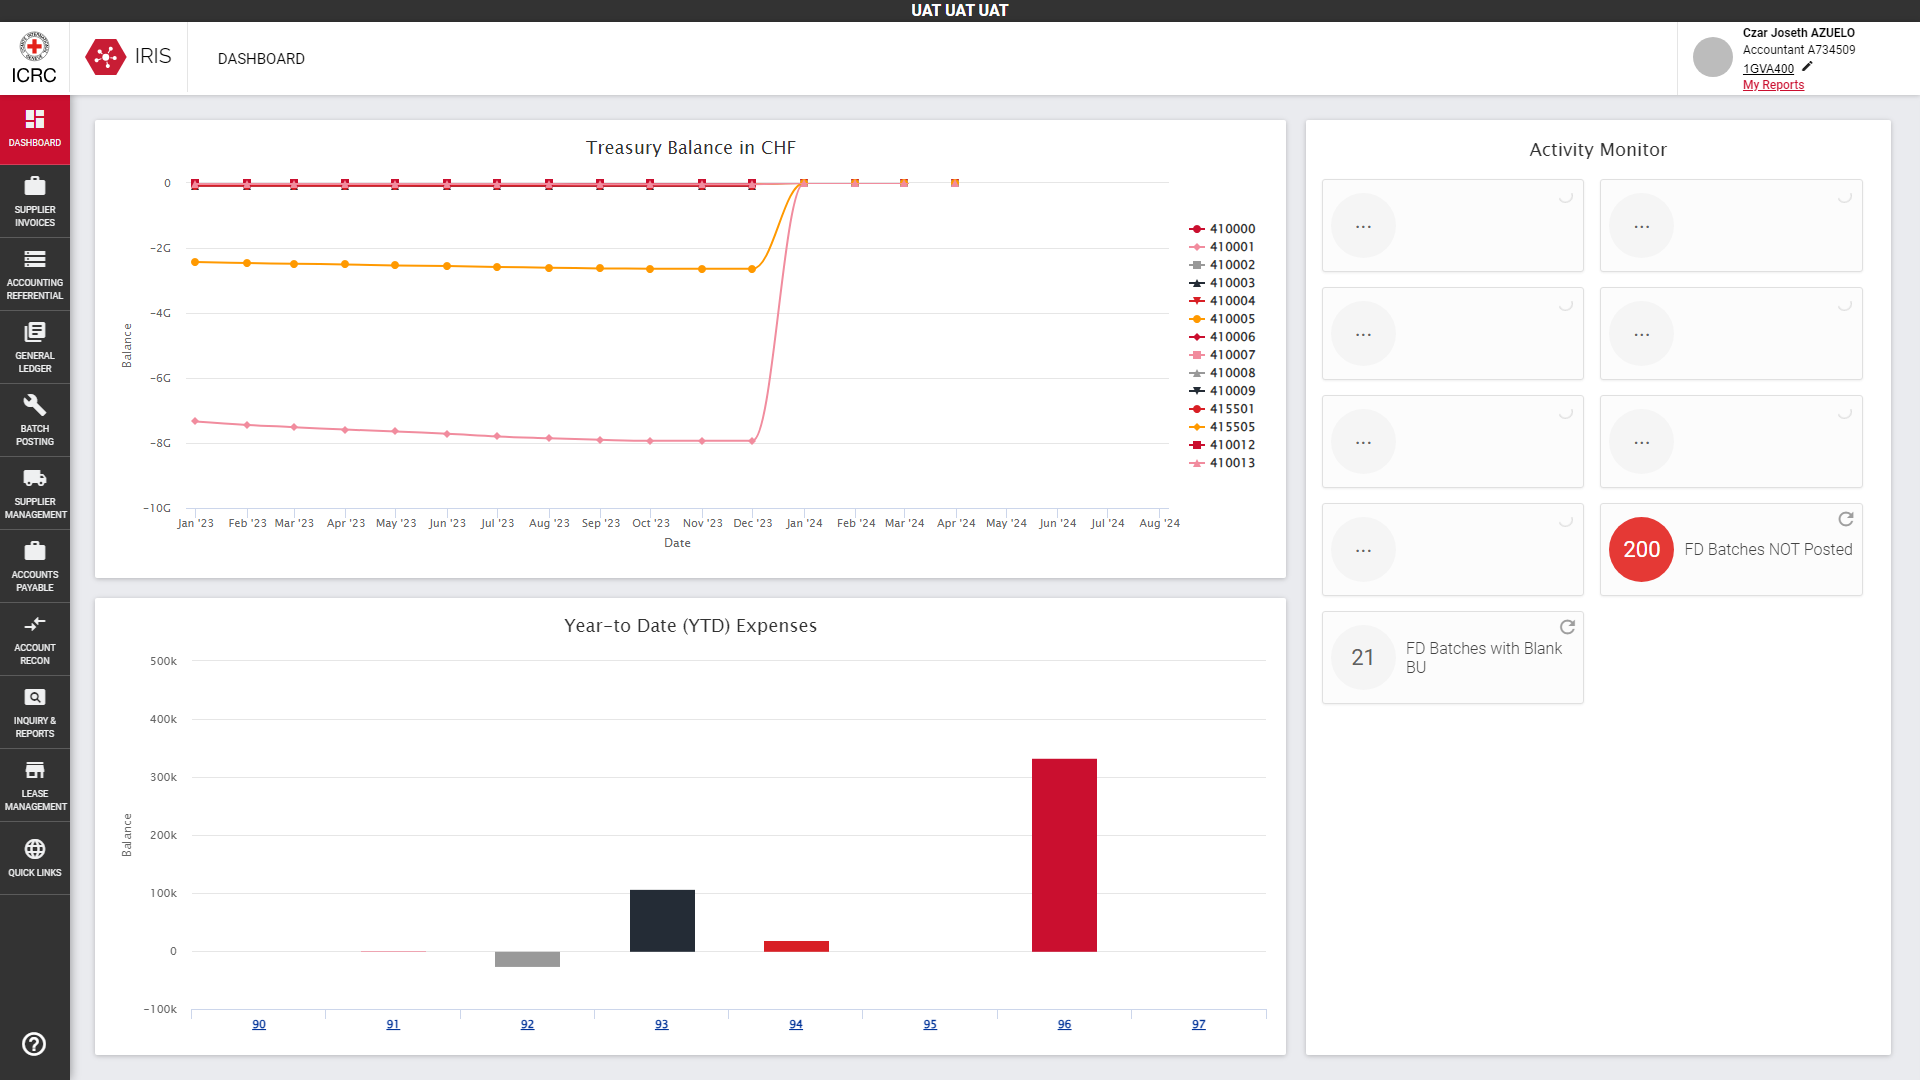 UAT UAT UAT
ICRC
IRIS
DASHBOARD
Czar Joseth AZUELO
Accountant A734509
1GVA400
My Reports
DASHBOARD
SUPPLIER
INVOICES
ACCOUNTING
REFERENTIAL
GENERAL
LEDGER
BATCH
POSTING
SUPPLIER
MANAGEMENT
ACCOUNTS
PAYABLE
ACCOUNT
RECON
INQUIRY &
REPORTS
LEASE
MANAGEMENT
QUICK LINKS
Treasury Balance in CHF
0
−2G
−4G
−6G
−8G
−10G
Balance
Jan '23 Feb '23 Mar '23 Apr '23 May '23 Jun '23 Jul '23 Aug '23 Sep '23 Oct '23 Nov '23 Dec '23 Jan '24 Feb '24 Mar '24 Apr '24 May '24 Jun '24 Jul '24 Aug '24
Date
410000
410001
410002
410003
410004
410005
410006
410007
410008
410009
415501
415505
410012
410013
Year-to Date (YTD) Expenses
500k
400k
300k
200k
100k
0
−100k
Balance
90 91 92 93 94 95 96 97
Activity Monitor
... ...
... ...
... ...
...
200 FD Batches NOT Posted
21 FD Batches with Blank
BU